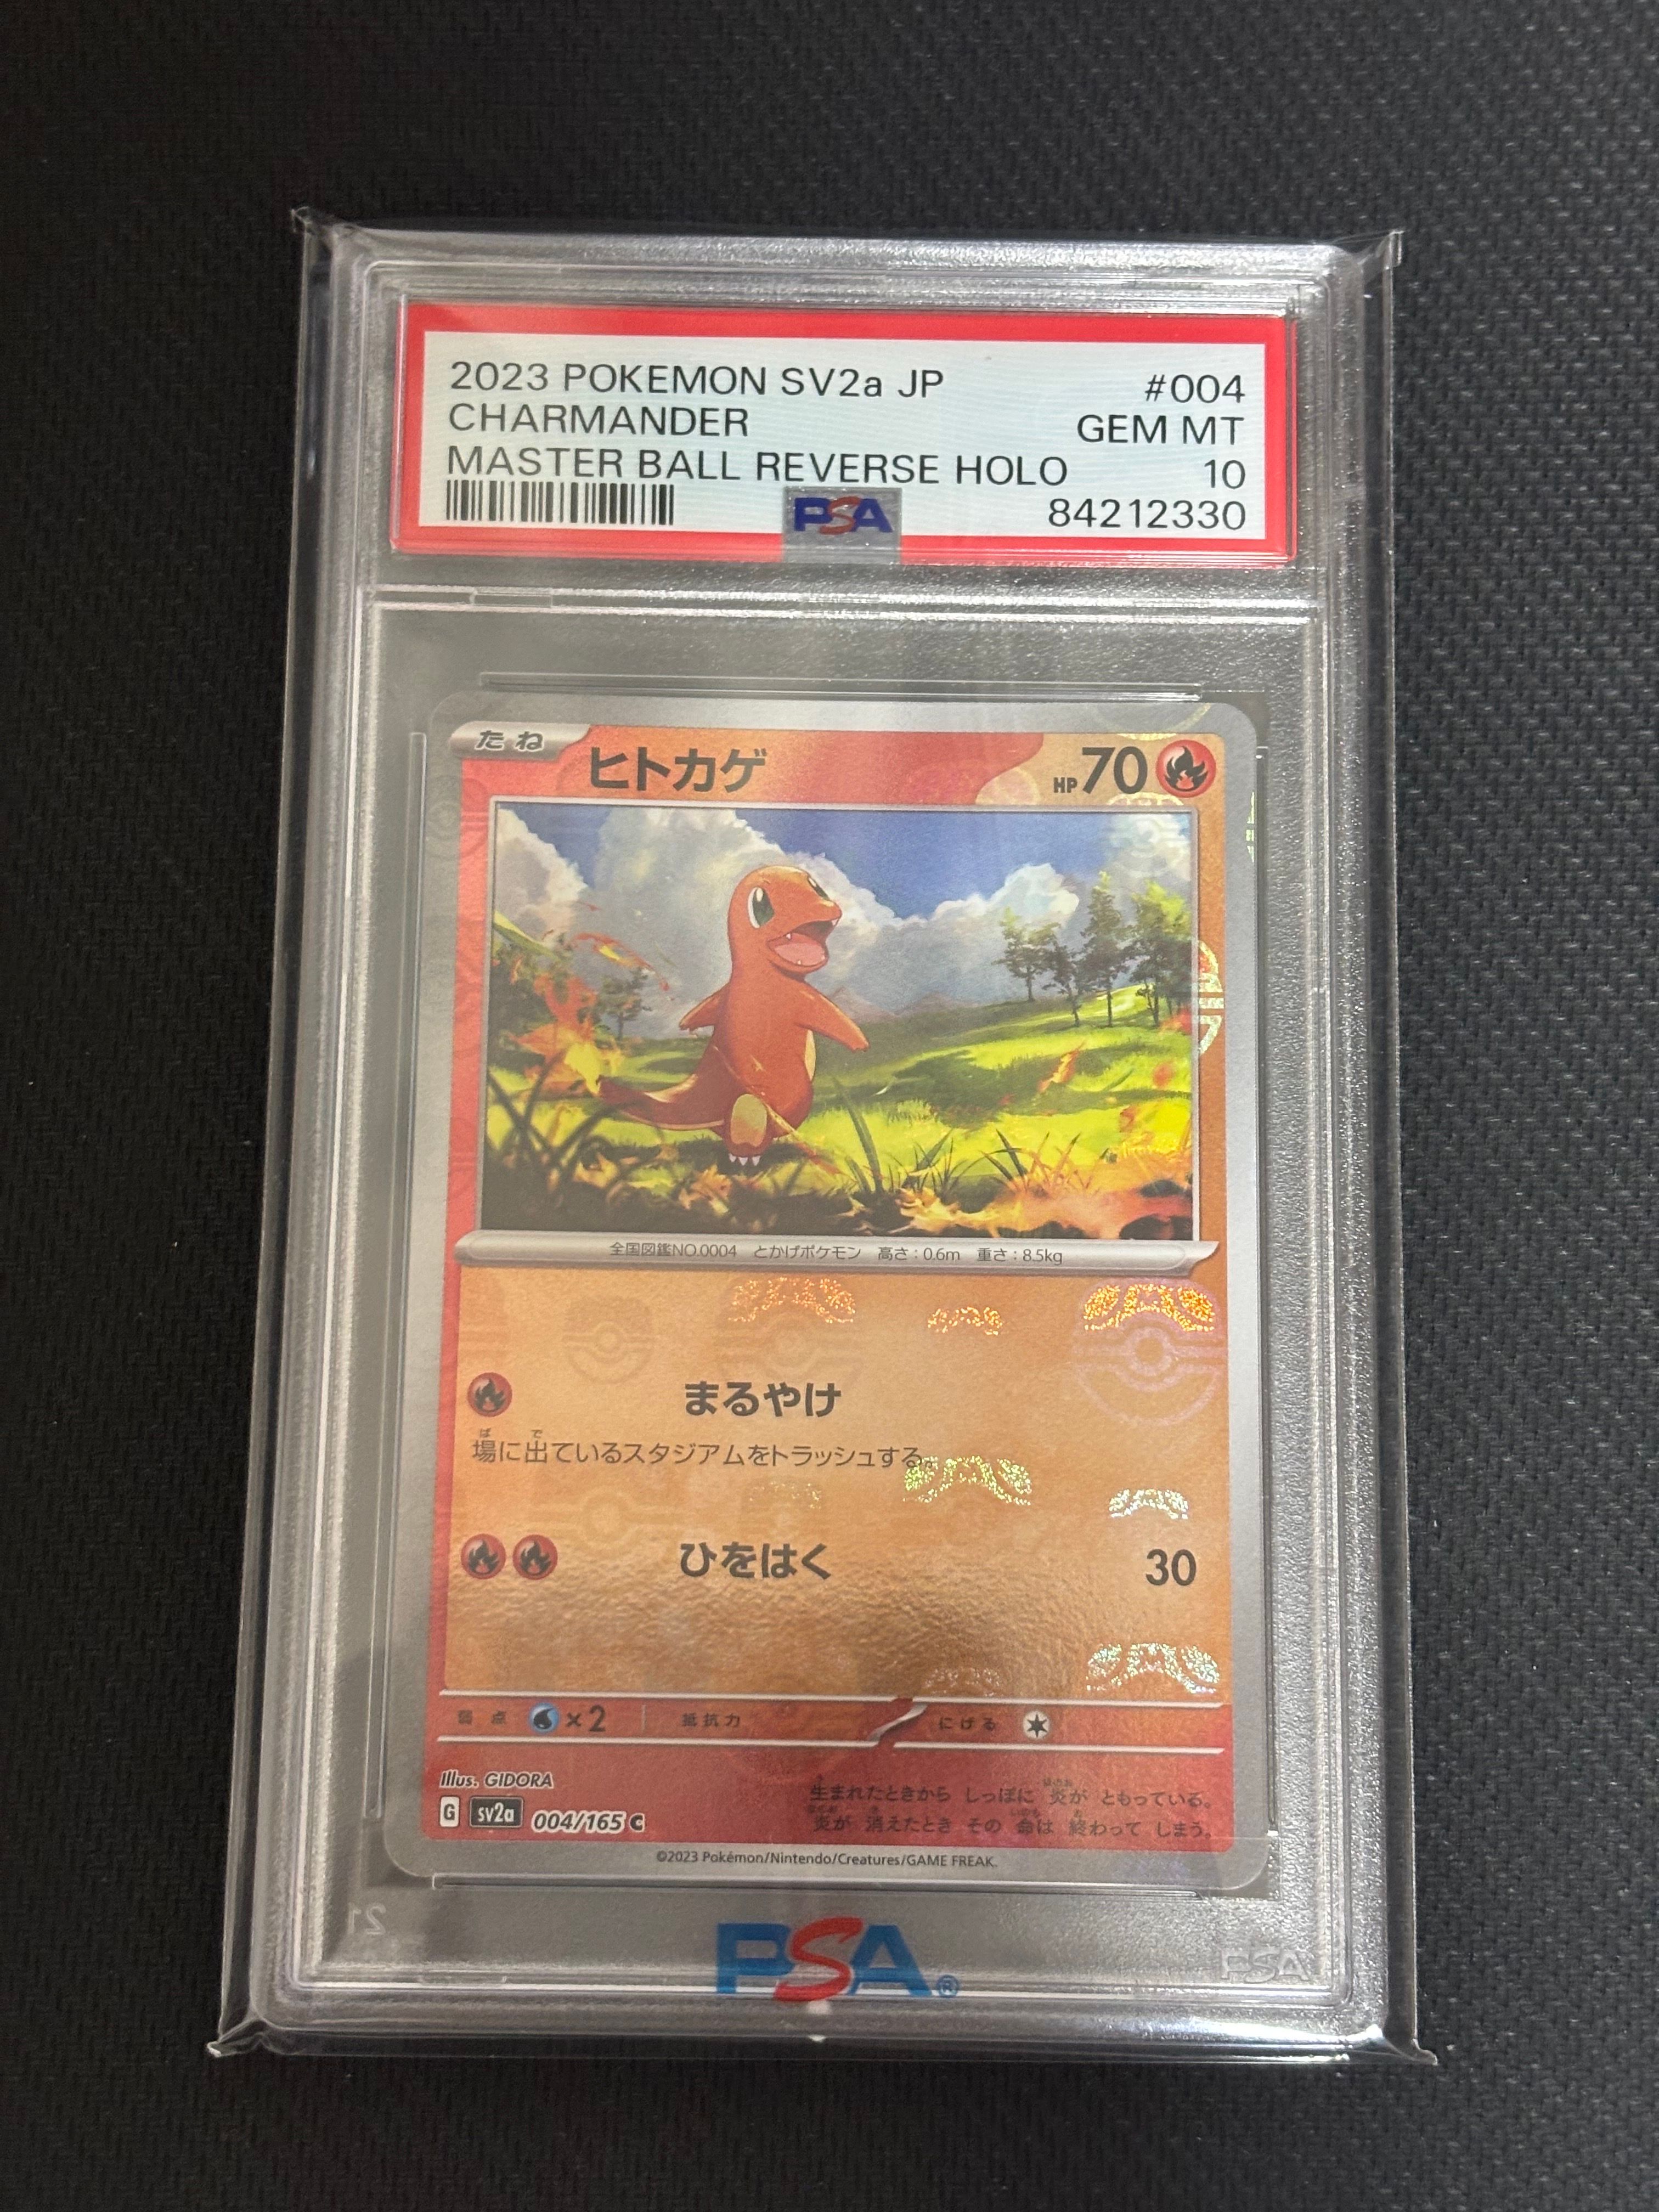 2023 POKEMON SV2a JP #004
CHARMANDER GEM MT
MASTER BALL REVERSE HOLO 10
PSA 84212330
たね ヒトカゲ HP70
全国図鑑NO.0004 とかげポケモン 高さ:0.6m 重さ:8.5kg
まるやけ
場に出ているスタジアムをトラッシュする。
ひをはく 30
弱点 ×2 抵抗力 にげる
Illus. GIDORA
生まれたときから しっぽに 炎が ともっている。
G sv2a 004/165 C
炎が 消えたとき その 命は 終わって しまう。
©2023 Pokémon/Nintendo/Creatures/GAME FREAK.
PSA®
PSA